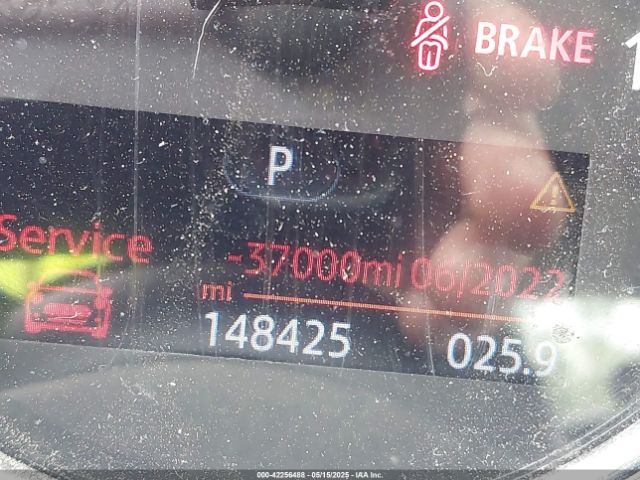 BRAKE
P
Service -37000mi 06/2022
mi
148425 025.9
000-42256488 - 05/15/2025 - IAA Inc.